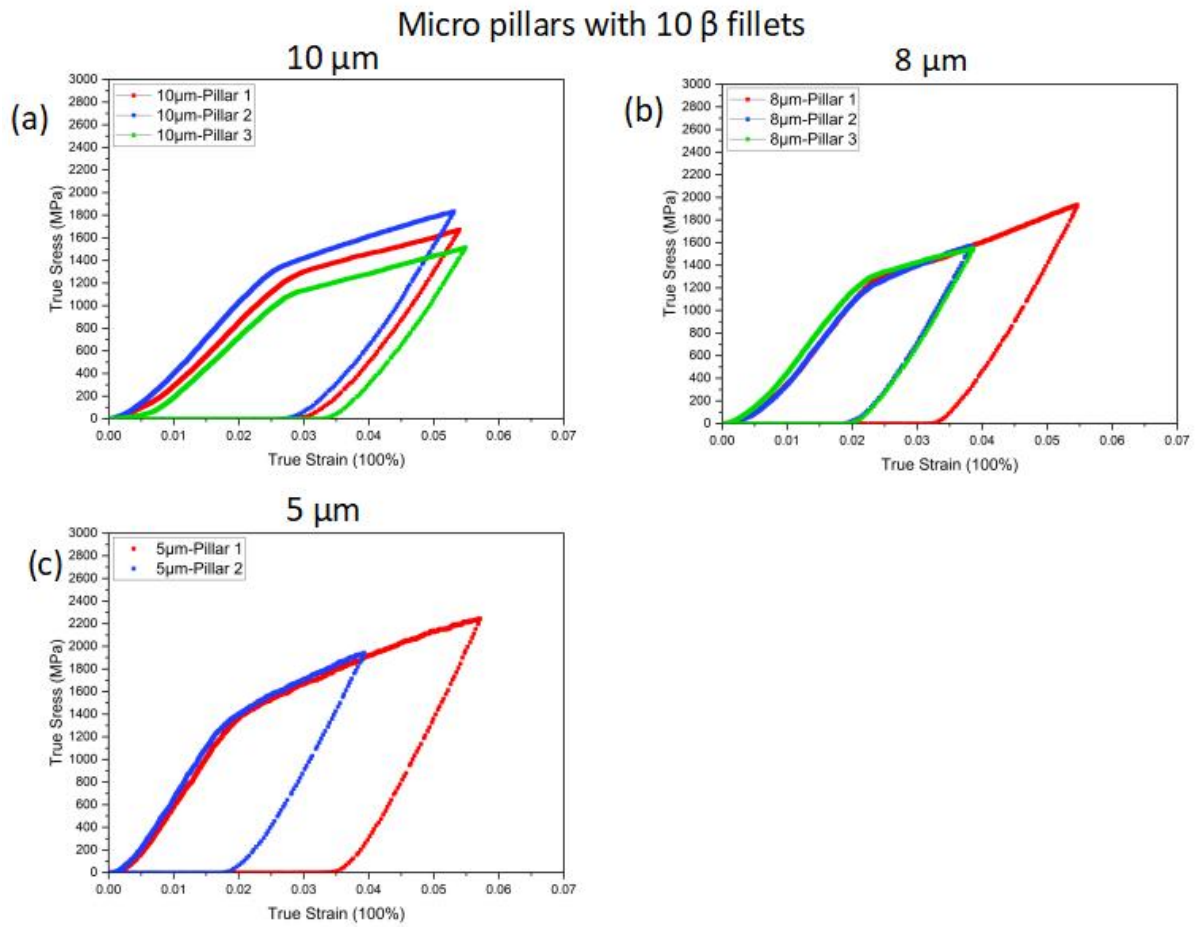 Micro pillars with 10 β fillets
10 μm
(a)
3000
2800
2600
2400
2200
2000
1800
1600
1400
1200
1000
800
600
400
200
0
True Sress (MPa)
10μm-Pillar 1
10μm-Pillar 2
10μm-Pillar 3
0.00 0.01 0.02 0.03 0.04 0.05 0.06 0.07
True Strain (100%)
8 μm
(b)
3000
2800
2600
2400
2200
2000
1800
1600
1400
1200
1000
800
600
400
200
0
True Sress (MPa)
8μm-Pillar 1
8μm-Pillar 2
8μm-Pillar 3
0.00 0.01 0.02 0.03 0.04 0.05 0.06 0.07
True Strain (100%)
5 μm
(c)
3000
2800
2600
2400
2200
2000
1800
1600
1400
1200
1000
800
600
400
200
0
True Sress (MPa)
5μm-Pillar 1
5μm-Pillar 2
0.00 0.01 0.02 0.03 0.04 0.05 0.06 0.07
True Strain (100%)